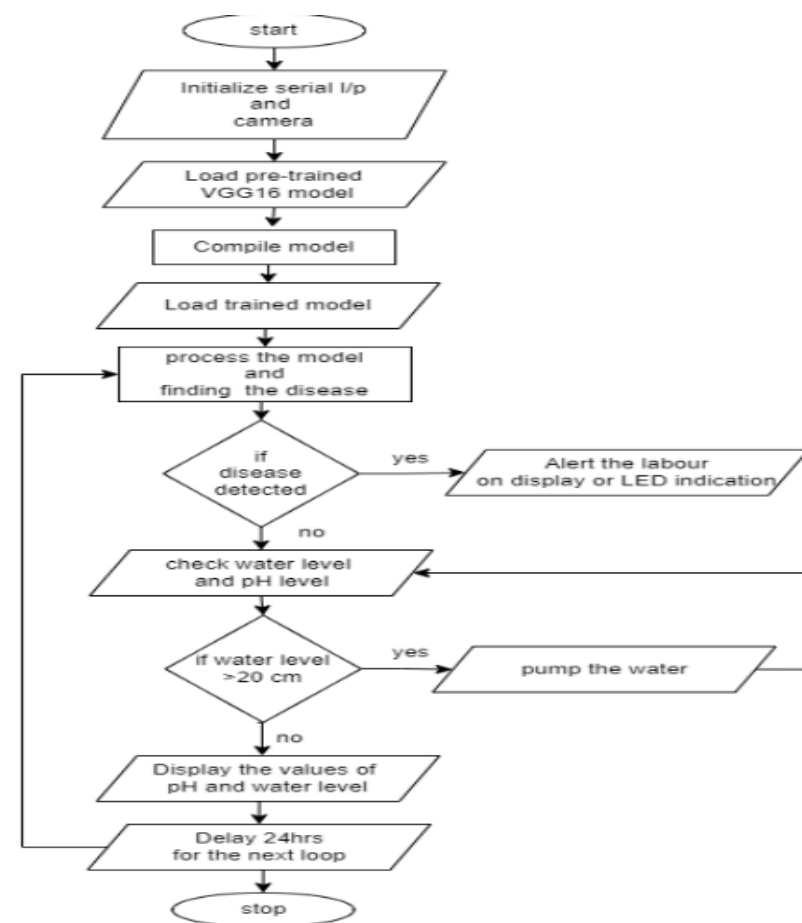 start
Initialize serial I/p
and
camera
Load pre-trained
VGG16 model
Compile model
Load trained model
process the model
and
finding the disease
if
disease
detected
yes
Alert the labour
on display or LED indication
no
check water level
and pH level
if water level
>20 cm
yes
pump the water
no
Display the values of
pH and water level
Delay 24hrs
for the next loop
stop